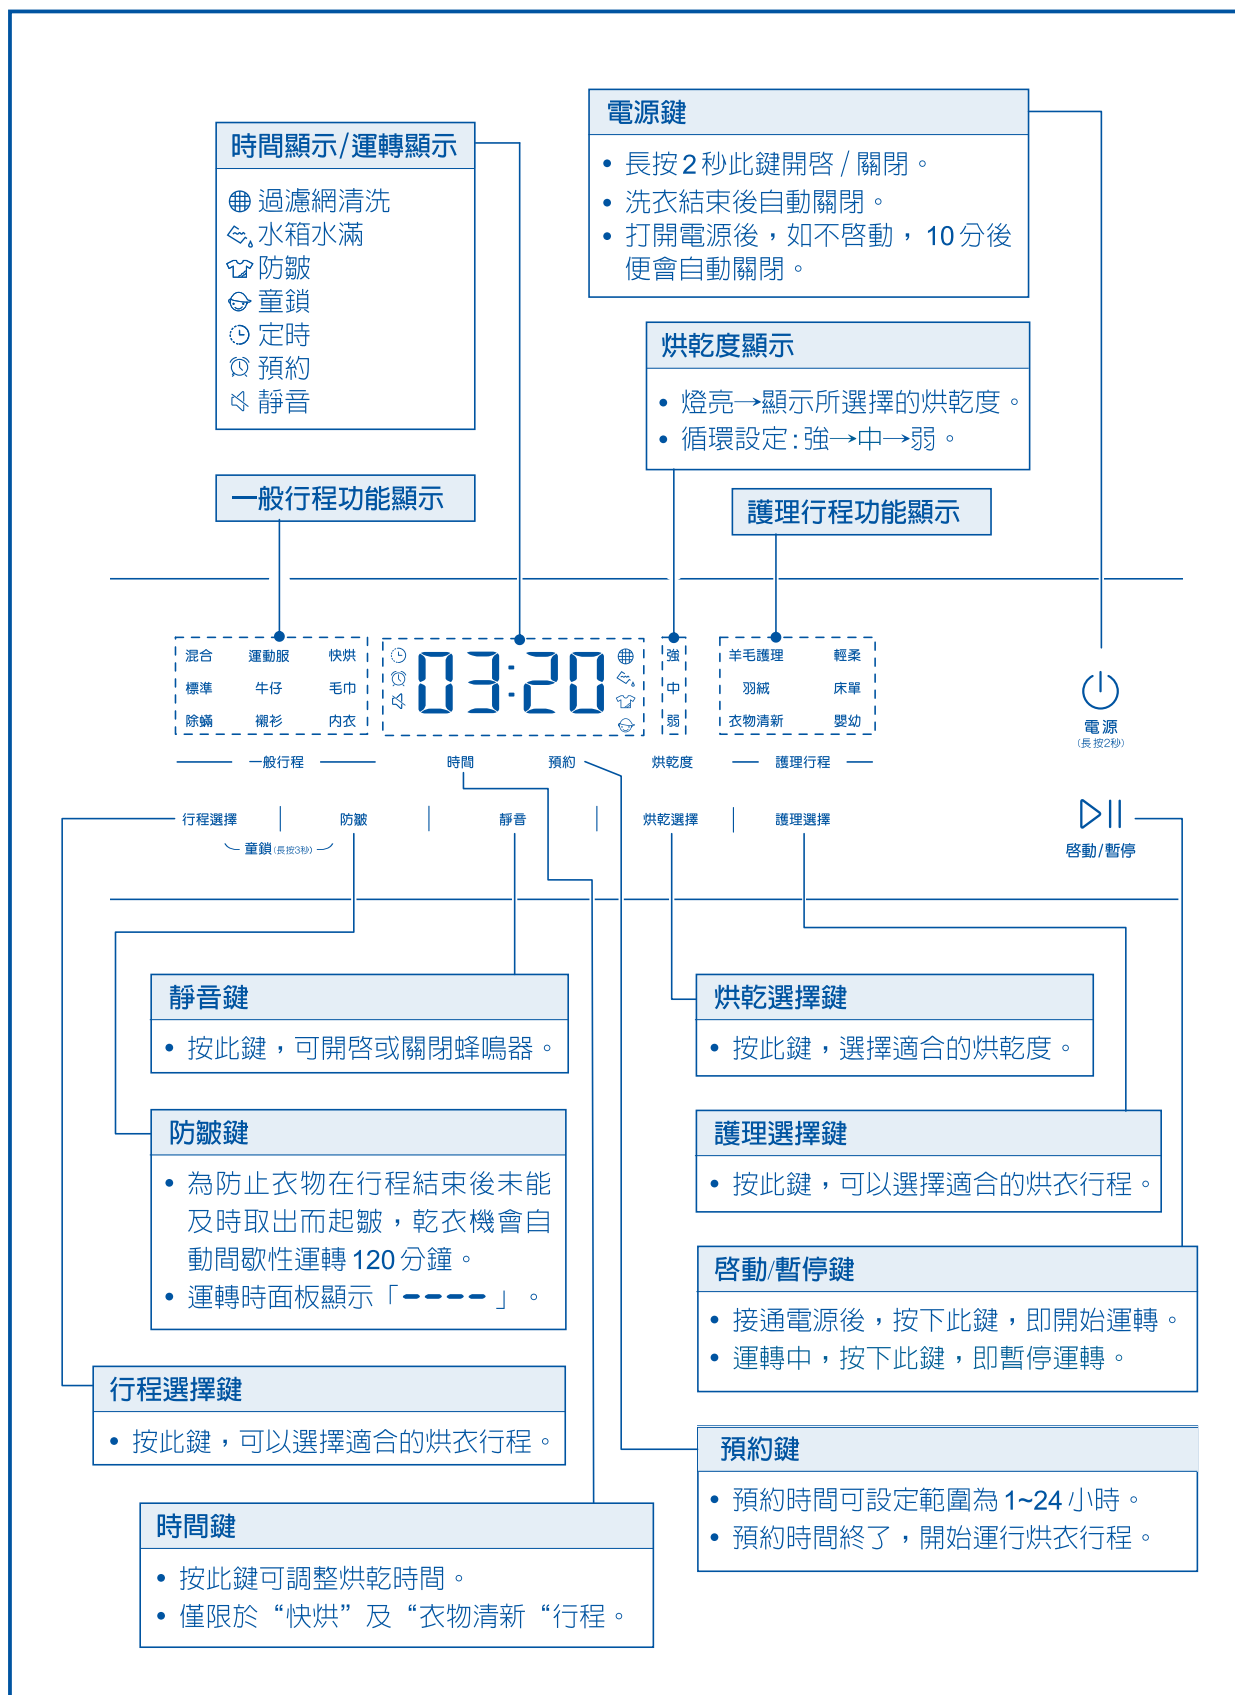 電源鍵
• 長按2秒此鍵開啓/關閉。
• 洗衣結束後自動關閉。
• 打開電源後，如不啓動，10分後
便會自動關閉。
時間顯示/運轉顯示
過濾網清洗
水箱水滿
防皺
童鎖
定時
預約
靜音
烘乾度顯示
• 燈亮→顯示所選擇的烘乾度。
• 循環設定:強→中→弱。
一般行程功能顯示
護理行程功能顯示
混合 運動服 快烘
標準 牛仔 毛巾
除蟎 襯衫 內衣
03:20
強
中
弱
羊毛護理 輕柔
羽絨 床單
衣物清新 嬰幼
電源
(長按2秒)
一般行程 時間 預約 烘乾度 護理行程
行程選擇 防皺 靜音 烘乾選擇 護理選擇
童鎖(長按3秒)
啓動/暫停
靜音鍵
• 按此鍵，可開啓或關閉蜂鳴器。
烘乾選擇鍵
• 按此鍵，選擇適合的烘乾度。
防皺鍵
• 為防止衣物在行程結束後未能
及時取出而起皺，乾衣機會自
動間歇性運轉120分鐘。
• 運轉時面板顯示「----」。
護理選擇鍵
• 按此鍵，可以選擇適合的烘衣行程。
啓動/暫停鍵
• 接通電源後，按下此鍵，即開始運轉。
• 運轉中，按下此鍵，即暫停運轉。
行程選擇鍵
• 按此鍵，可以選擇適合的烘衣行程。
預約鍵
• 預約時間可設定範圍為1~24小時。
• 預約時間終了，開始運行烘衣行程。
時間鍵
• 按此鍵可調整烘乾時間。
• 僅限於“快烘”及“衣物清新“行程。